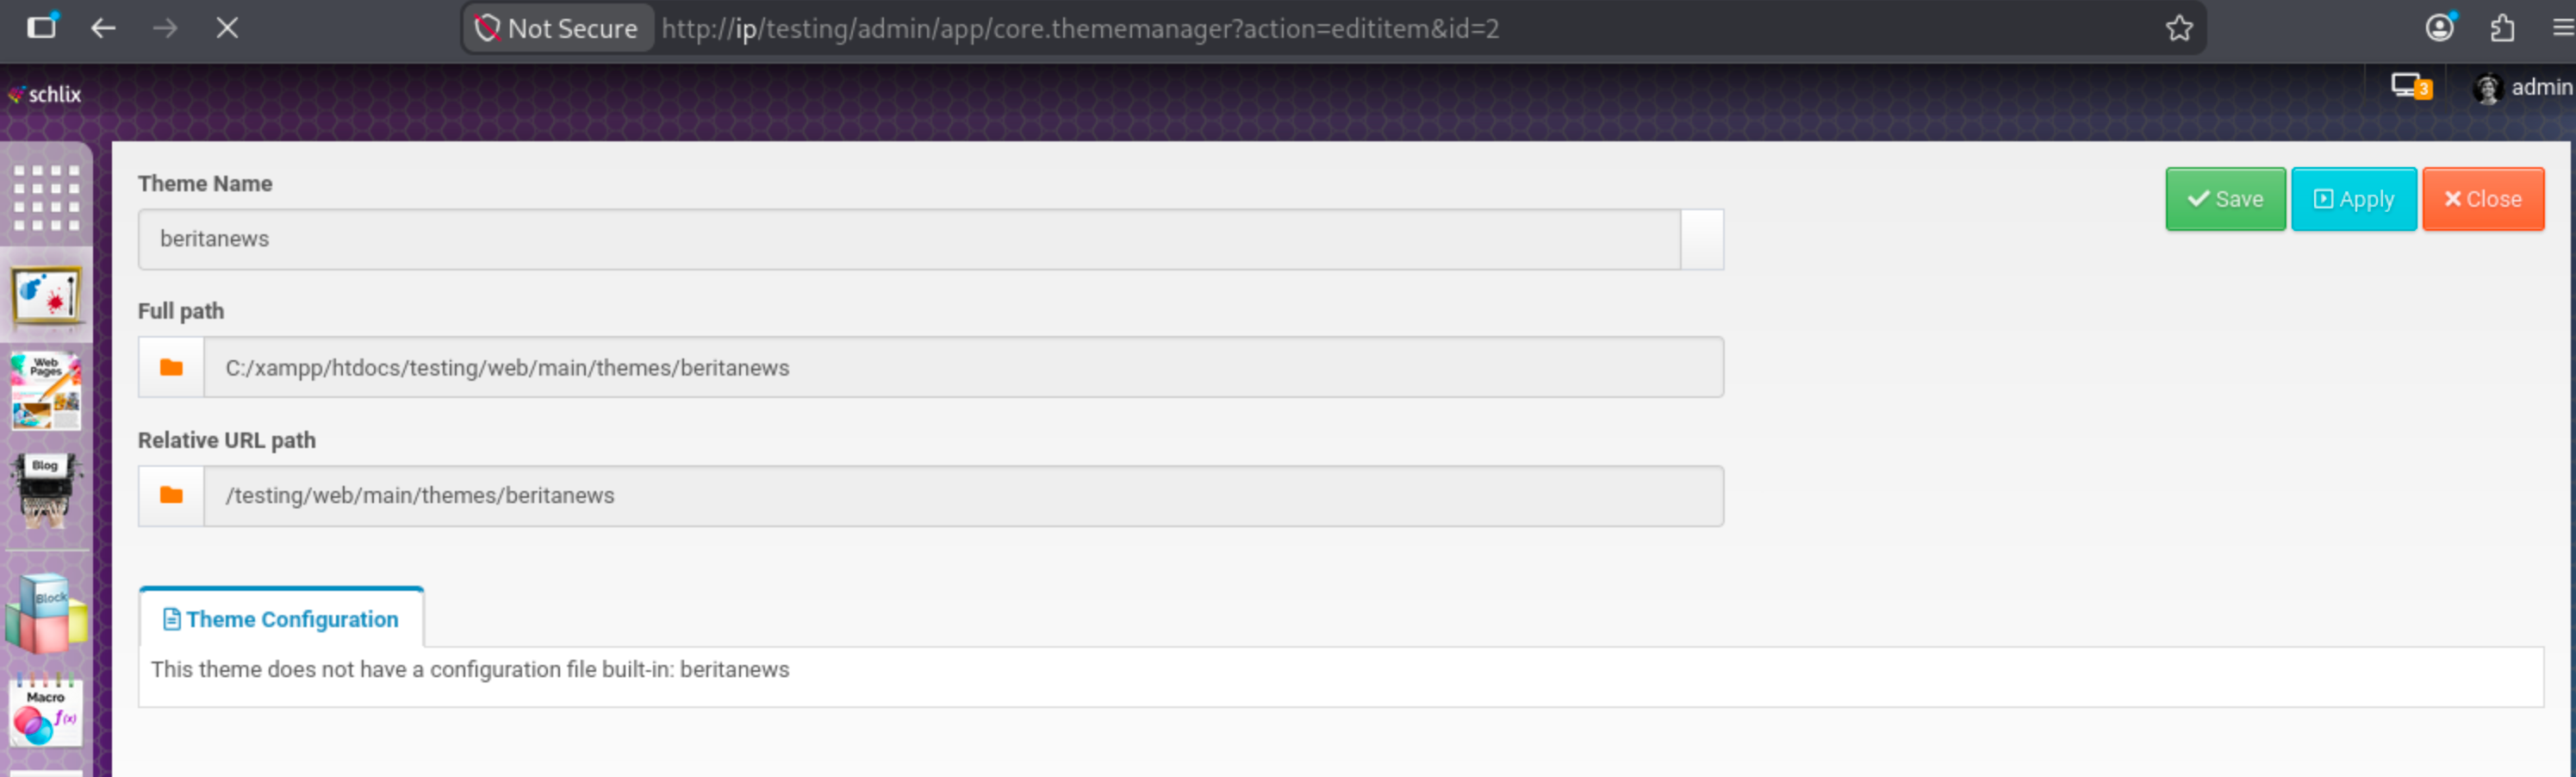 Not Secure http://ip/testing/admin/app/core.thememanager?action=edititem&id=2
schlix
3
admin
Theme Name
beritanews
Save
Apply
Close
Full path
C:/xampp/htdocs/testing/web/main/themes/beritanews
Web
Pages
Relative URL path
Blog
/testing/web/main/themes/beritanews
Block
Theme Configuration
This theme does not have a configuration file built-in: beritanews
Macro
f(x)